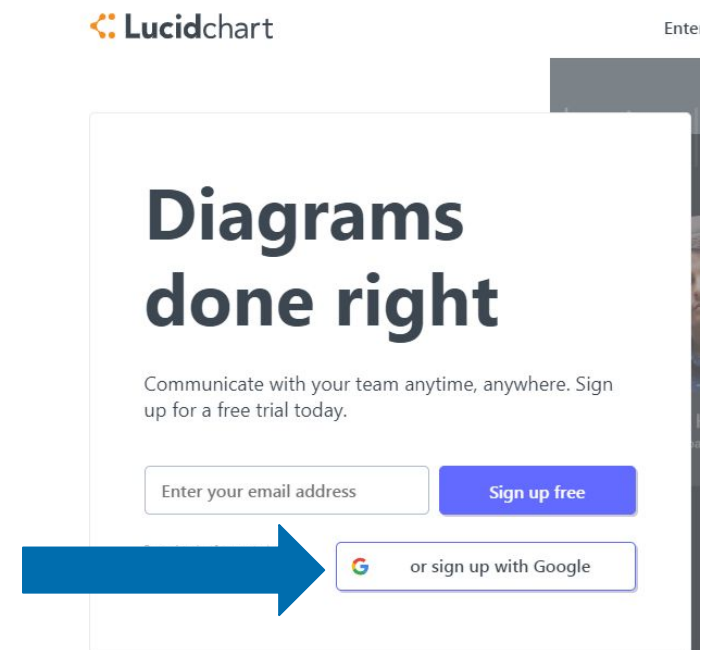 Lucidchart
Enter
Diagrams
done right
Communicate with your team anytime, anywhere. Sign
up for a free trial today.
Enter your email address
Sign up free
or sign up with Google